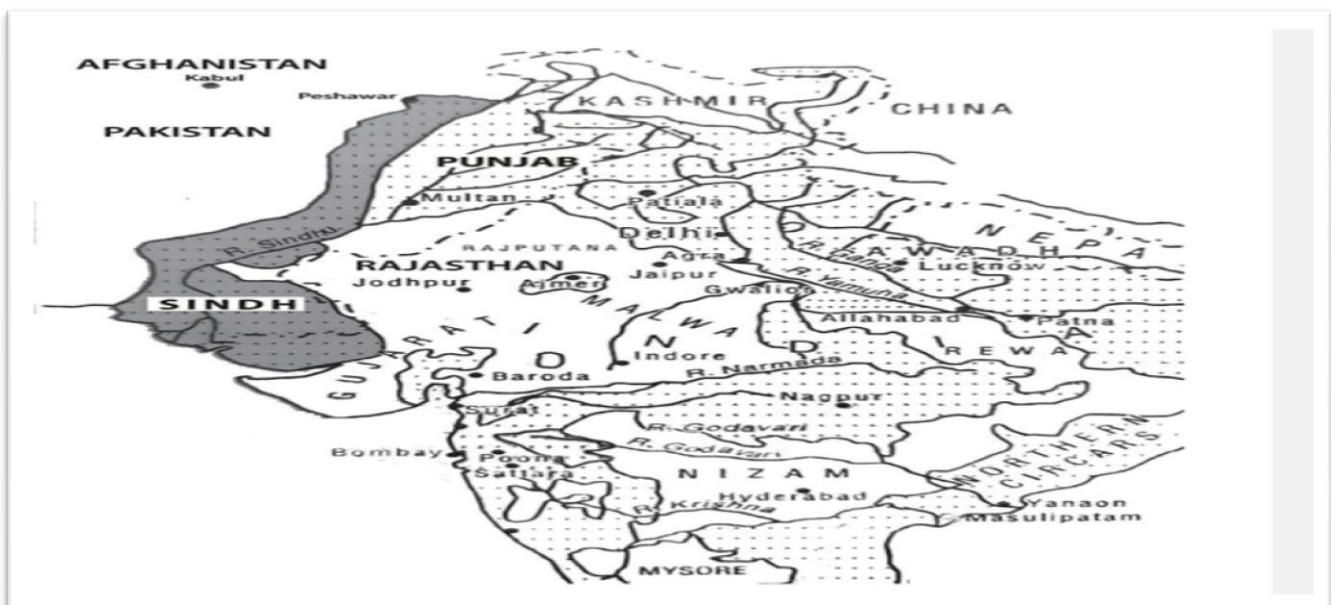 AFGHANISTAN
Kabul
Peshawar
PAKISTAN
KASHMIR
CHINA
PUNJAB
Multan
Patiala
Delhi
R. Sindhu
RAJPUTANA
RAJASTHAN
Agra
Jaipur
Jodhpur
Ajmer
Gwalior
R. Ganga
R. Yamuna
AWADH
NEPA
Lucknow
SINDH
MALWA
Allahabad
Patna
GUJARAT
INDIA
Indore
REWA
Baroda
R. Narmada
Nagpur
Surat
R. Godavari
R. Godavari
Bombay
Poona
Sattara
NIZAM
Hyderabad
R. Krishna
NORTHERN
CIRCARS
Yanaon
Masulipatam
MYSORE